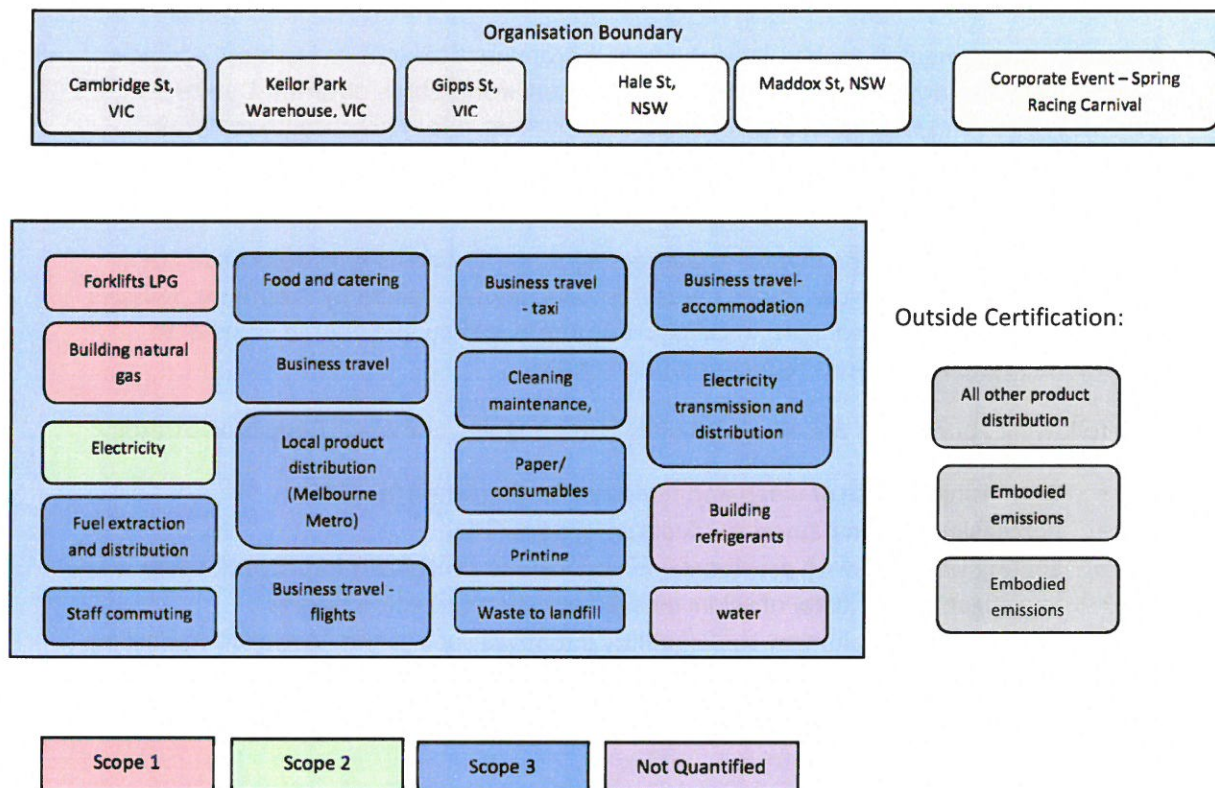 Organisation Boundary
Cambridge St,
VIC
Keilor Park
Warehouse, VIC
Gipps St,
VIC
Hale St,
NSW
Maddox St, NSW
Corporate Event – Spring
Racing Carnival
Forklifts LPG
Building natural
gas
Electricity
Fuel extraction
and distribution
Staff commuting
Food and catering
Business travel
Local product
distribution
(Melbourne
Metro)
Business travel -
flights
Business travel
- taxi
Cleaning
maintenance,
Paper/
consumables
Printing
Waste to landfill
Business travel-
accommodation
Electricity
transmission and
distribution
Building
refrigerants
water
Outside Certification:
All other product
distribution
Embodied
emissions
Embodied
emissions
Scope 1
Scope 2
Scope 3
Not Quantified